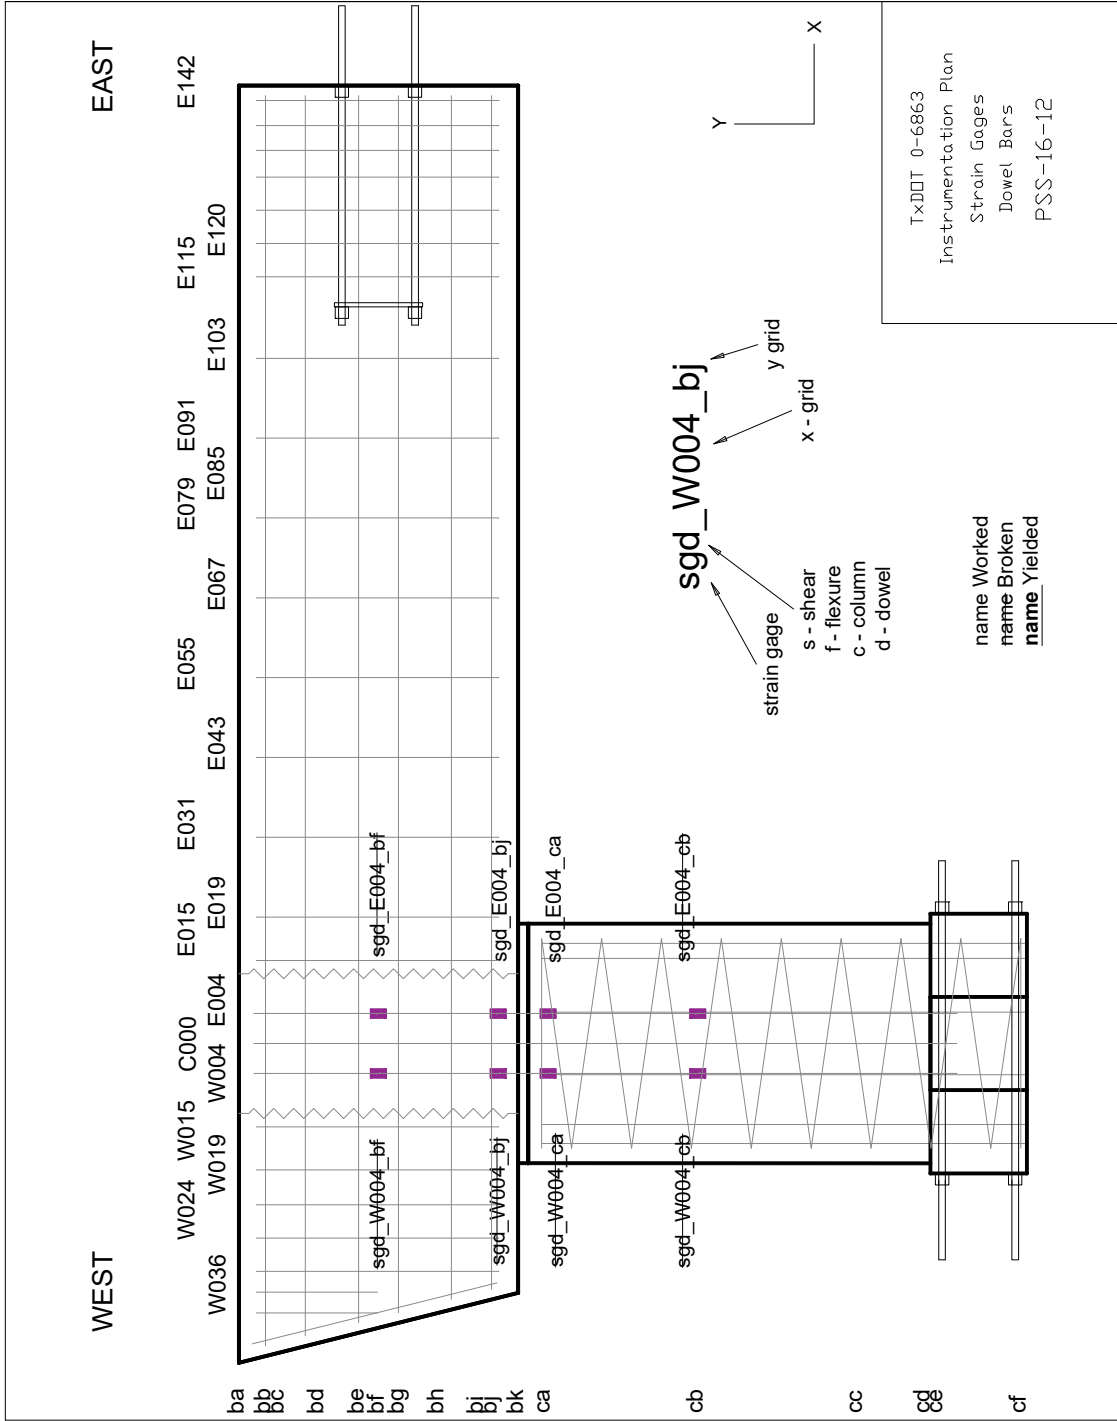 WEST EAST
W024 W015 C000 E015 E031 E055 E079 E091 E115 E142
W036 W019 W004 E004 E019 E043 E067 E085 E103 E120
ba
bb
bc
bd
be
bf
sgd_W004_bf sgd_E004_bf
bg
bh
bi
bj
sgd_W004_bj sgd_E004_bj
bk
ca
sgd_W004_ca sgd_E004_ca
cb
sgd_W004_cb sgd_E004_cb
cc
cd
ce
cf
sgd_W004_bj
strain gage
s - shear
f - flexure
c - column
d - dowel
x - grid
y grid
name Worked
name Broken
name Yielded
Y
X
TxDOT 0-6863
Instrumentation Plan
Strain Gages
Dowel Bars
PSS-16-12